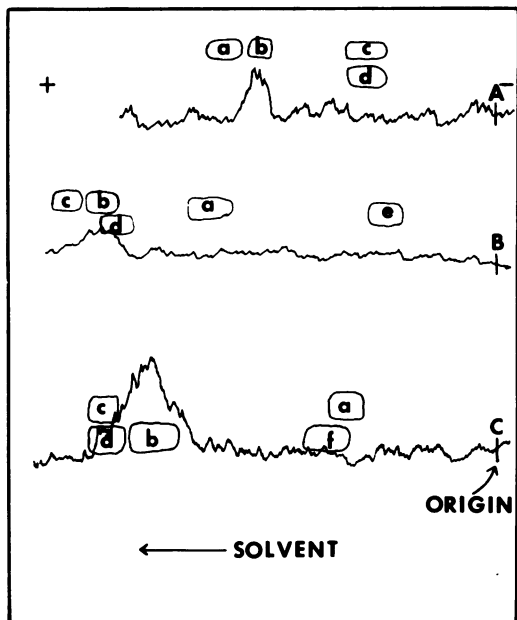 a b c
d
+ A −
c b a e
d
B
c a
d b f
C
ORIGIN
← SOLVENT